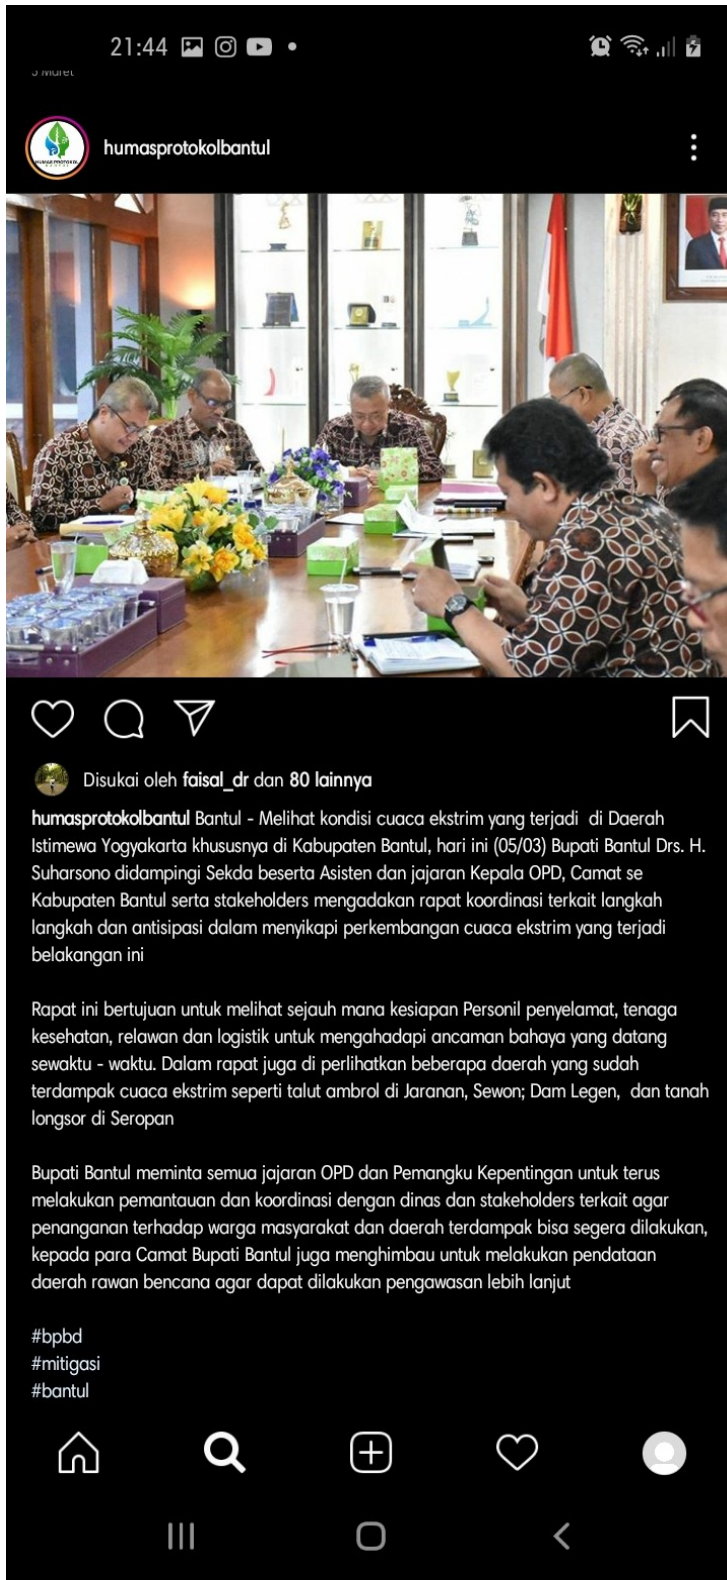 21:44
5 Maret
humasprotokolbantul
HUMAS PROTOKOL
Disukai oleh faisal_dr dan 80 lainnya
humasprotokolbantul Bantul - Melihat kondisi cuaca ekstrim yang terjadi di Daerah
Istimewa Yogyakarta khususnya di Kabupaten Bantul, hari ini (05/03) Bupati Bantul Drs. H.
Suharsono didampingi Sekda beserta Asisten dan jajaran Kepala OPD, Camat se
Kabupaten Bantul serta stakeholders mengadakan rapat koordinasi terkait langkah
langkah dan antisipasi dalam menyikapi perkembangan cuaca ekstrim yang terjadi
belakangan ini
Rapat ini bertujuan untuk melihat sejauh mana kesiapan Personil penyelamat, tenaga
kesehatan, relawan dan logistik untuk mengahadapi ancaman bahaya yang datang
sewaktu - waktu. Dalam rapat juga di perlihatkan beberapa daerah yang sudah
terdampak cuaca ekstrim seperti talut ambrol di Jaranan, Sewon; Dam Legen, dan tanah
longsor di Seropan
Bupati Bantul meminta semua jajaran OPD dan Pemangku Kepentingan untuk terus
melakukan pemantauan dan koordinasi dengan dinas dan stakeholders terkait agar
penanganan terhadap warga masyarakat dan daerah terdampak bisa segera dilakukan,
kepada para Camat Bupati Bantul juga menghimbau untuk melakukan pendataan
daerah rawan bencana agar dapat dilakukan pengawasan lebih lanjut
#bpbd
#mitigasi
#bantul